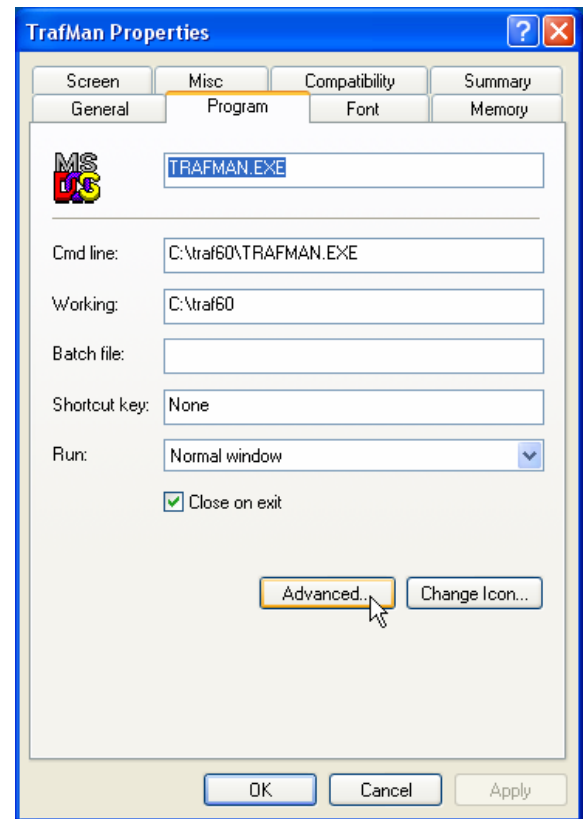 TrafMan Properties
?
Screen Misc Compatibility Summary
General Program Font Memory
MS
DOS
TRAFMAN.EXE
Cmd line: C:\traf60\TRAFMAN.EXE
Working: C:\traf60
Batch file:
Shortcut key: None
Run: Normal window
Close on exit
Advanced... Change Icon...
OK Cancel Apply